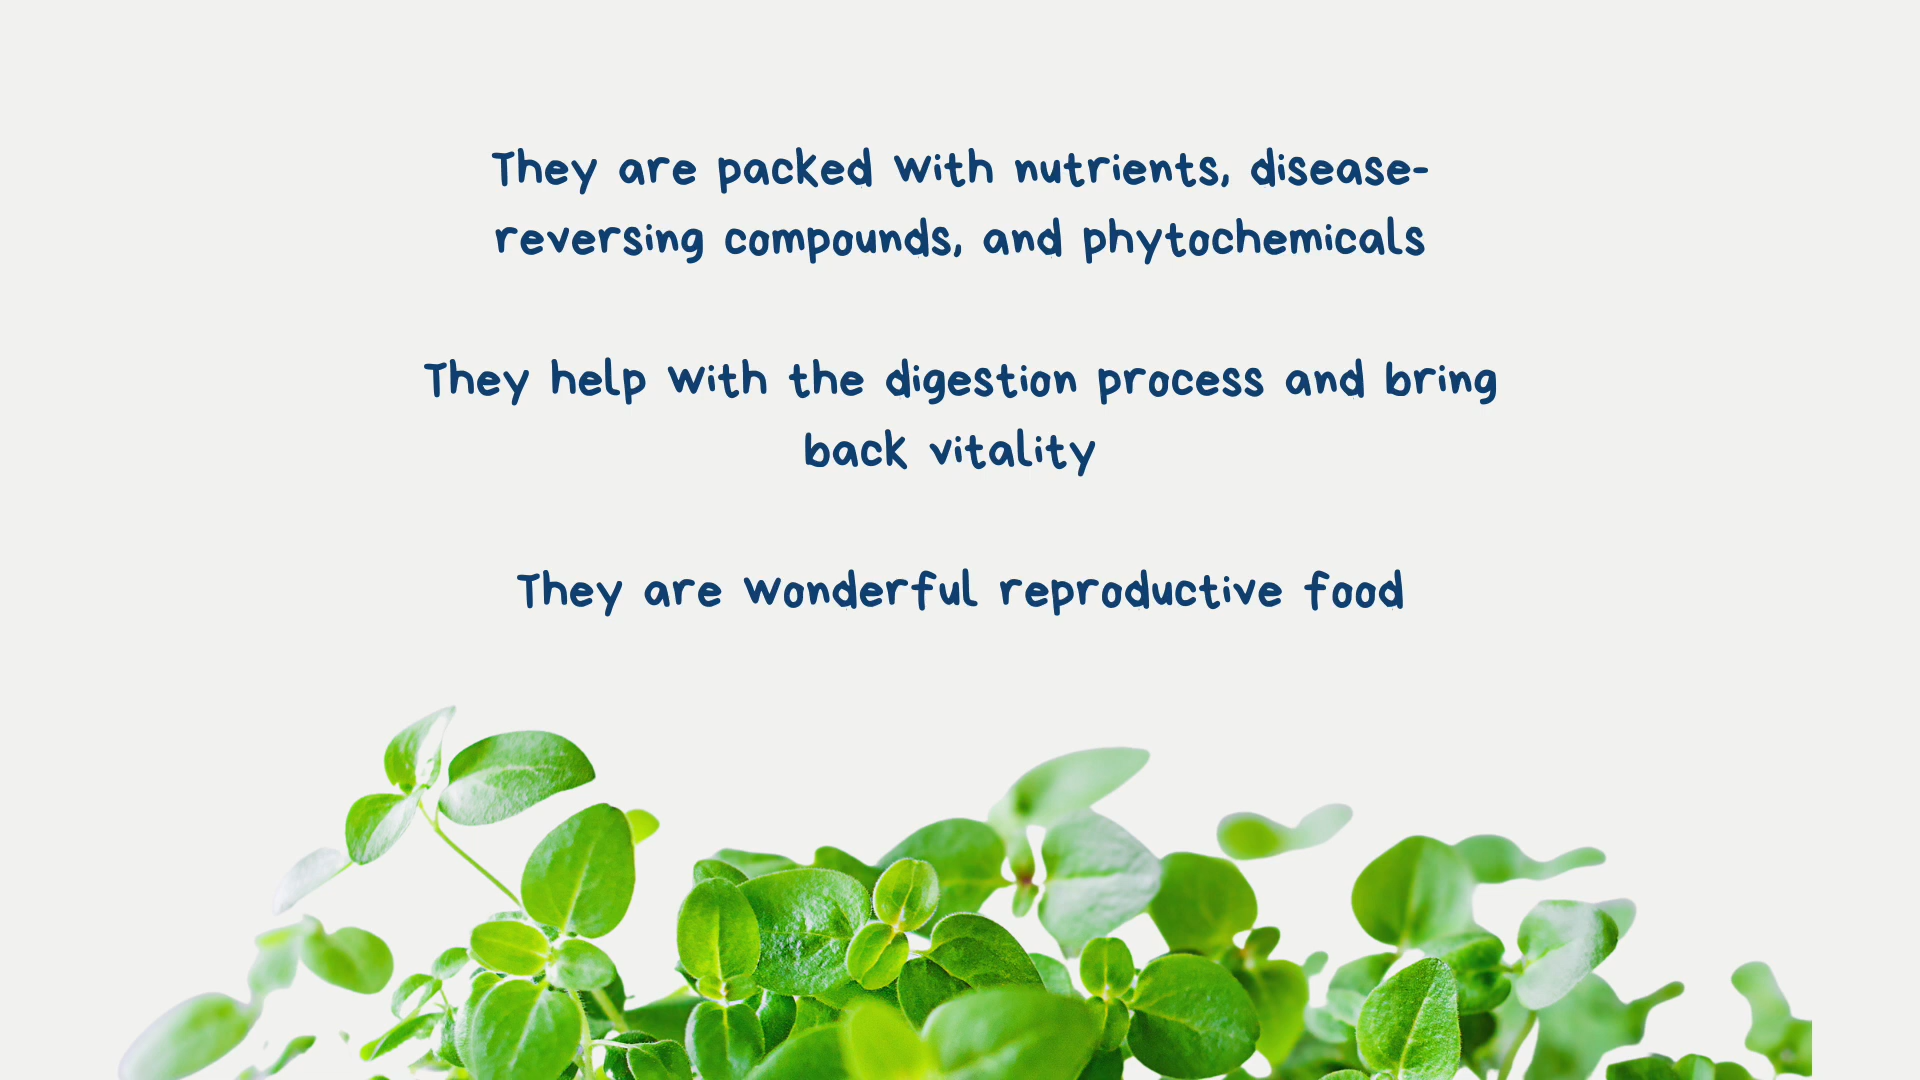 They are packed with nutrients, disease-
reversing compounds, and phytochemicals
They help with the digestion process and bring
back vitality
They are wonderful reproductive food